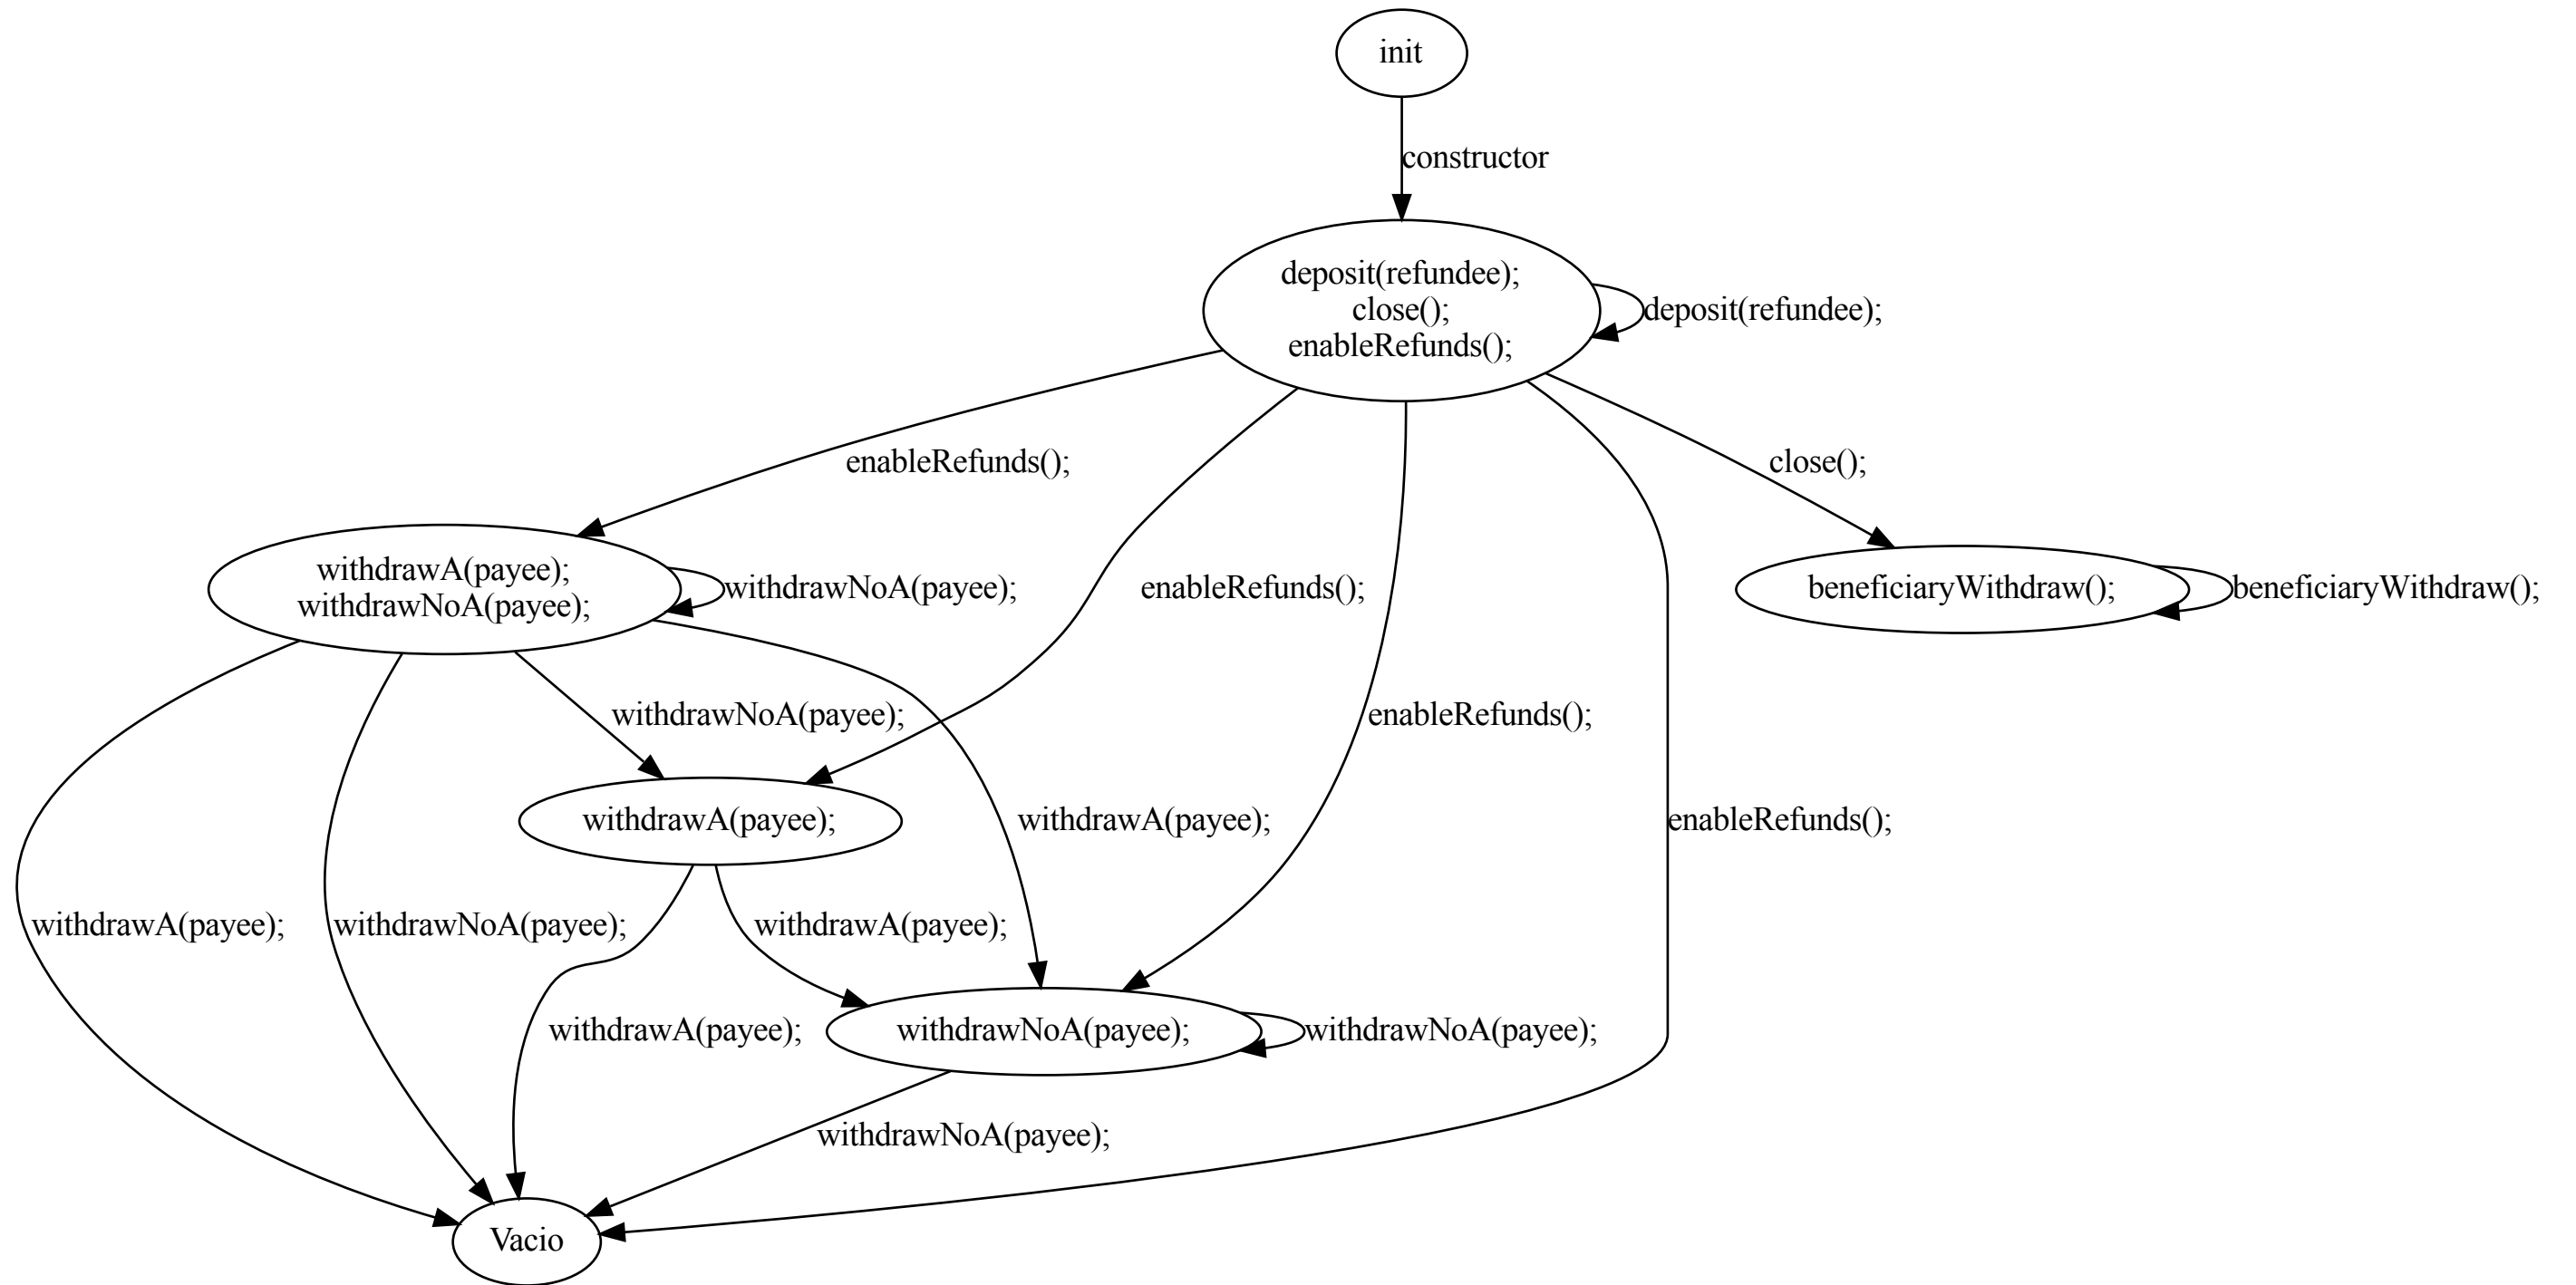 init
constructor
deposit(refundee);
close();
enableRefunds();
deposit(refundee);
enableRefunds();
close();
withdrawA(payee);
withdrawNoA(payee);
withdrawNoA(payee);
enableRefunds();
beneficiaryWithdraw();
beneficiaryWithdraw();
withdrawNoA(payee);
enableRefunds();
withdrawA(payee);
withdrawA(payee);
enableRefunds();
withdrawA(payee);
withdrawNoA(payee);
withdrawA(payee);
withdrawA(payee);
withdrawNoA(payee);
withdrawNoA(payee);
withdrawNoA(payee);
Vacio